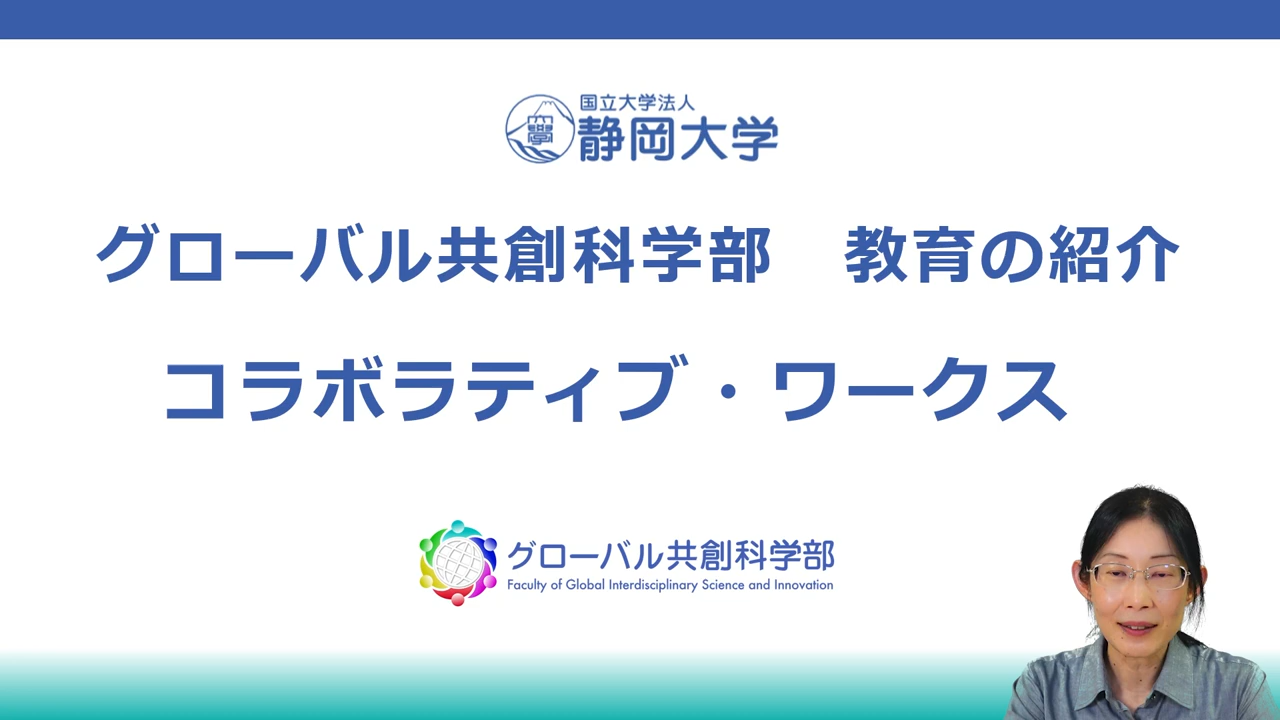 国立大学法人
静岡大学
グローバル共創科学部　教育の紹介
コラボラティブ・ワークス
グローバル共創科学部
Faculty of Global Interdisciplinary Science and Innovation